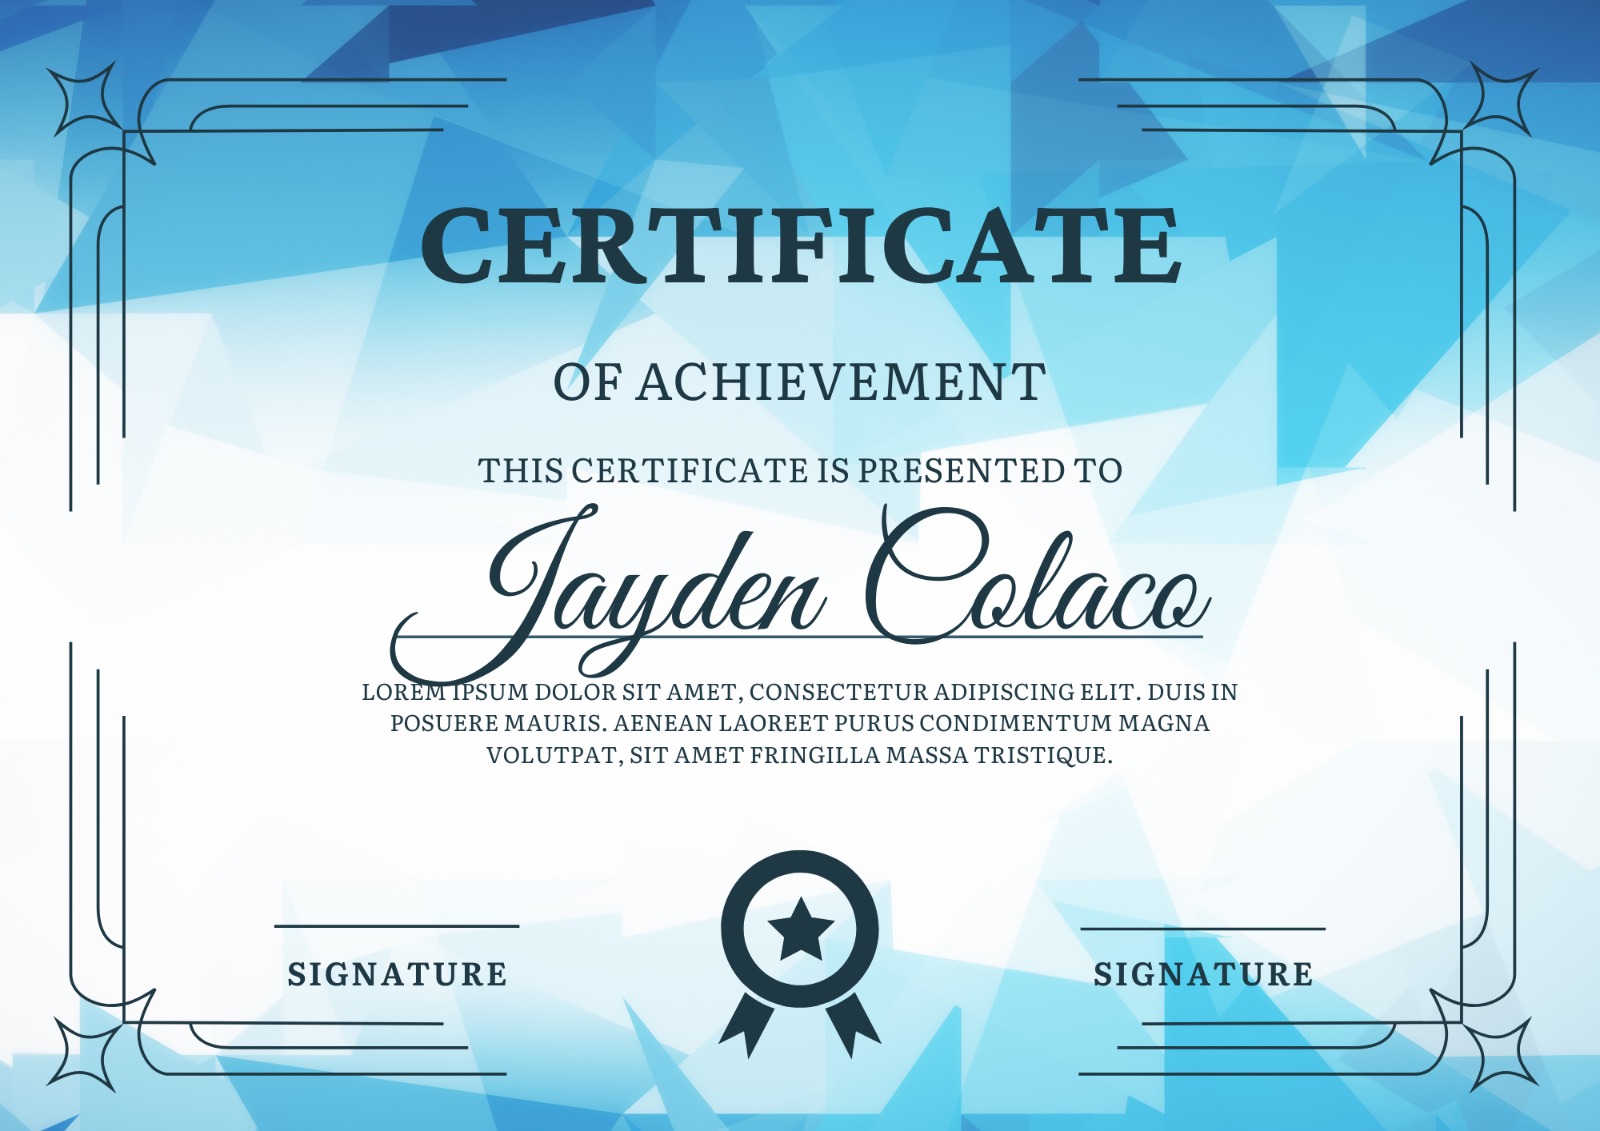 CERTIFICATE
OF ACHIEVEMENT
THIS CERTIFICATE IS PRESENTED TO
Jayden Colaco
LOREM IPSUM DOLOR SIT AMET, CONSECTETUR ADIPISCING ELIT. DUIS IN
POSUERE MAURIS. AENEAN LAOREET PURUS CONDIMENTUM MAGNA
VOLUTPAT, SIT AMET FRINGILLA MASSA TRISTIQUE.
SIGNATURE
SIGNATURE